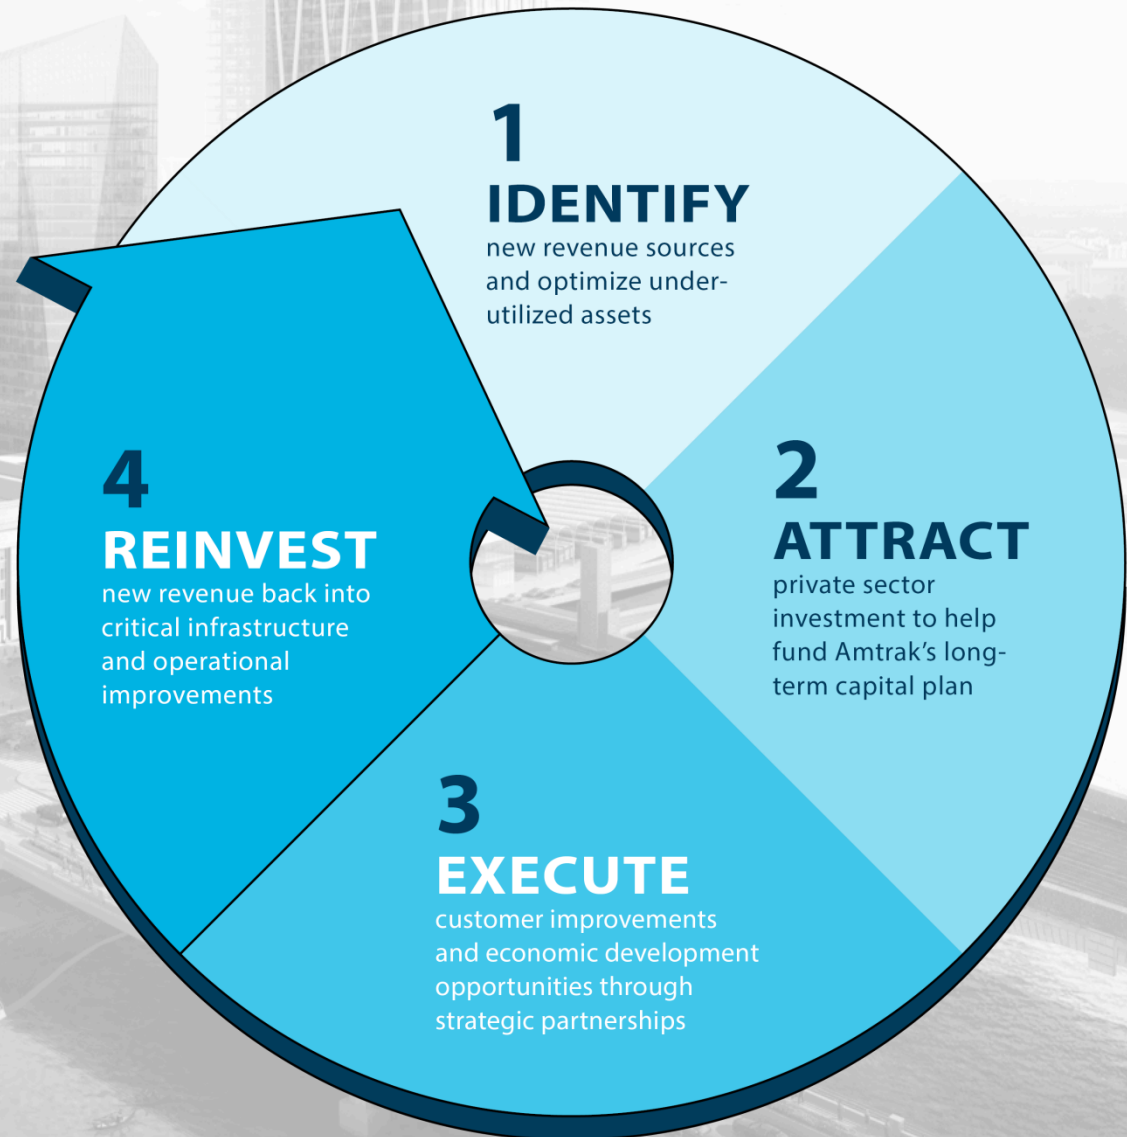 1
IDENTIFY
new revenue sources
and optimize under-
utilized assets
2
ATTRACT
private sector
investment to help
fund Amtrak’s long-
term capital plan
3
EXECUTE
customer improvements
and economic development
opportunities through
strategic partnerships
4
REINVEST
new revenue back into
critical infrastructure
and operational
improvements